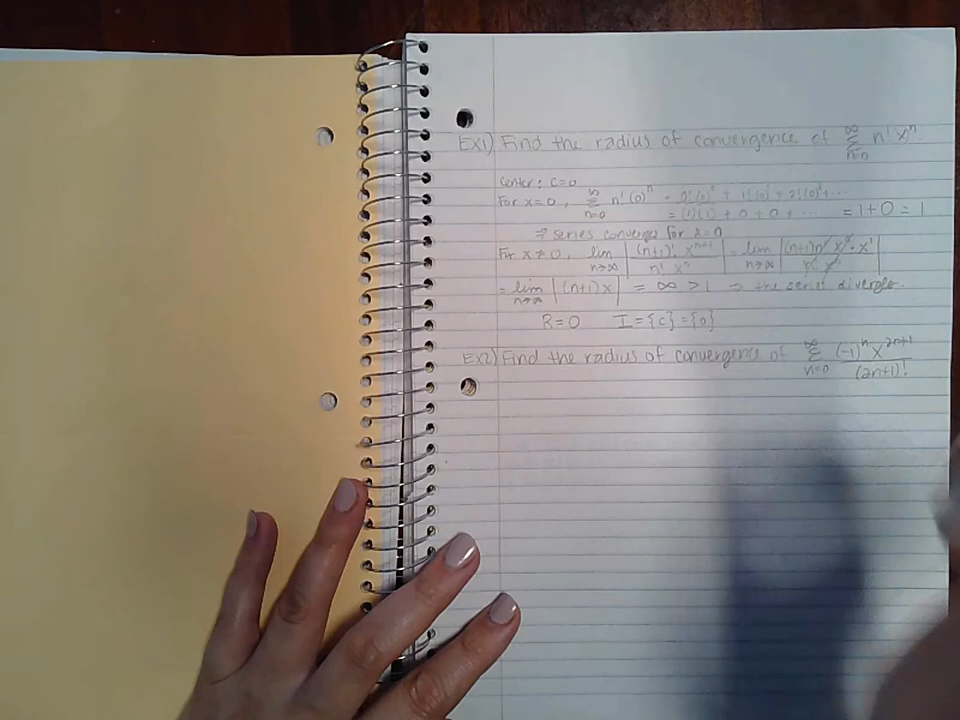 Ex1) Find the radius of convergence of ∞ Σ n=0 n! xⁿ.
Center: c=0
For x=0, ∞ Σ n=0 n!(0)ⁿ = 0!(0)⁰ + 1!(0)¹ + 2!(0)² + ...
= (1)(1) + 0 + 0 + ... = 1+0 = 1
⇒ series converges for x=0
For x≠0, lim n→∞ | (n+1)! xⁿ⁺¹ / n! xⁿ | = lim n→∞ | (n+1)n! xⁿ · x¹ / n! xⁿ |
= lim n→∞ | (n+1)x | = ∞ > 1 ⇒ the series diverges.
R=0 I={c}={0}
Ex2) Find the radius of convergence of ∞ Σ n=0 (-1)ⁿ x²ⁿ⁺¹ / (2n+1)!